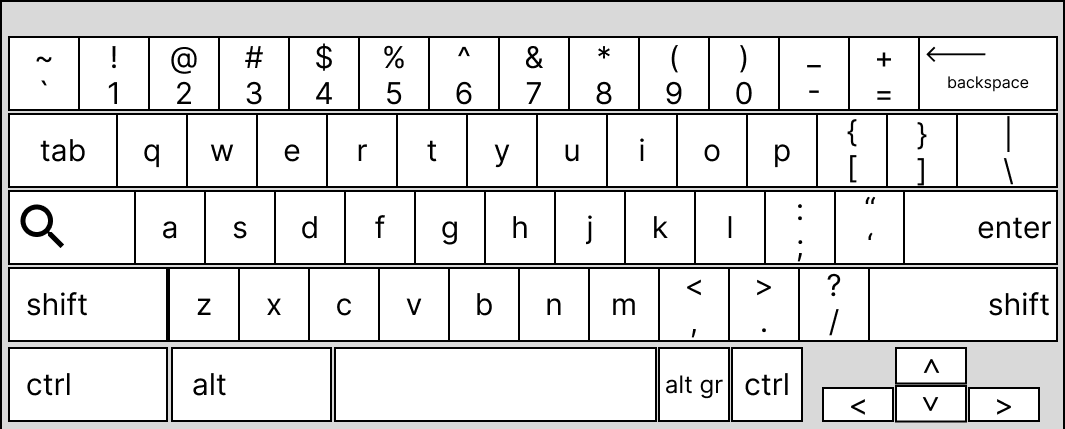 ~ ! @ # $ % ^ & * ( ) _ +
` 1 2 3 4 5 6 7 8 9 0 - = backspace
tab q w e r t y u i o p { [ } ] | \
a s d f g h j k l : ; “ ‘ enter
shift z x c v b n m < , > . ? / shift
ctrl alt alt gr ctrl < ^ v >